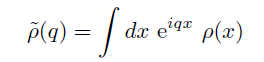 ρ̃(q) = ∫ dx e^{iqx} ρ(x)